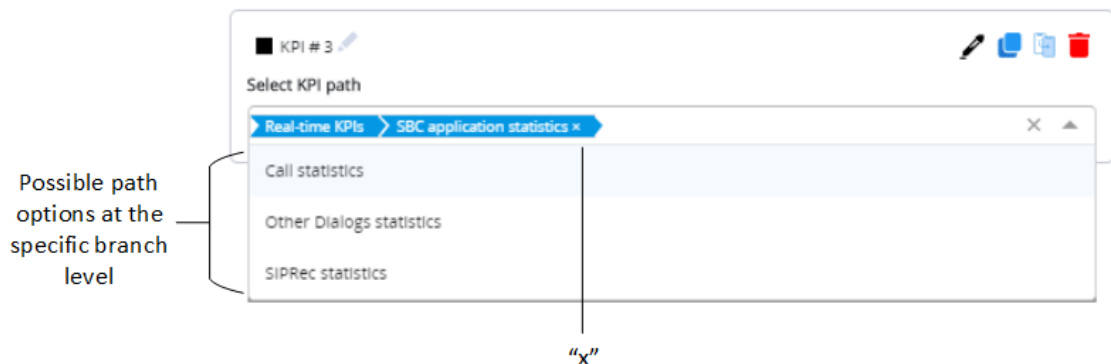 KPI # 3
Select KPI path
Real-time KPIs SBC application statistics ×
Call statistics
Other Dialogs statistics
SIPRec statistics
Possible path
options at the
specific branch
level
“x”